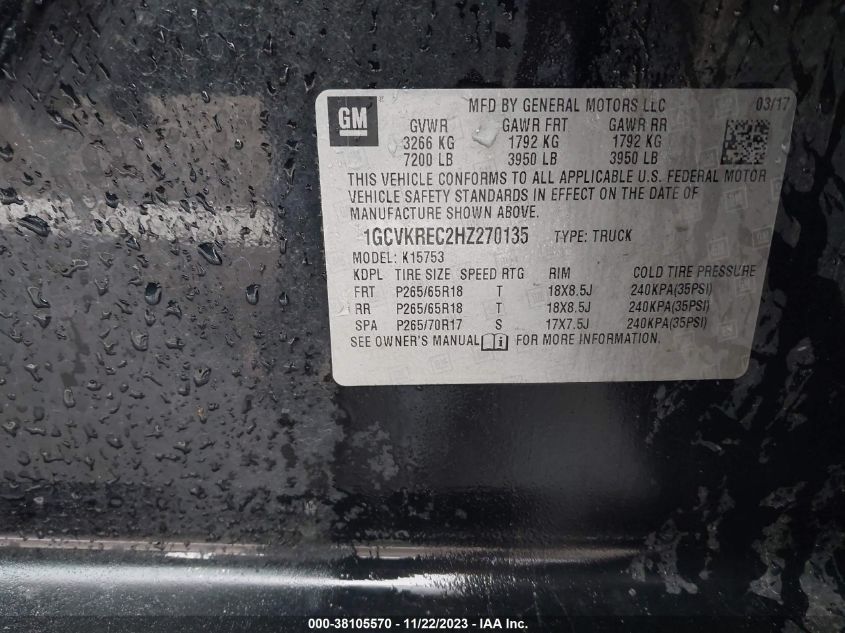 GM
MFD BY GENERAL MOTORS LLC 03/17
GVWR GAWR FRT GAWR RR
3266 KG 1792 KG 1792 KG
7200 LB 3950 LB 3950 LB
THIS VEHICLE CONFORMS TO ALL APPLICABLE U.S. FEDERAL MOTOR
VEHICLE SAFETY STANDARDS IN EFFECT ON THE DATE OF
MANUFACTURE SHOWN ABOVE.
1GCVKREC2HZ270135 TYPE: TRUCK
MODEL: K15753
KDPL TIRE SIZE SPEED RTG RIM COLD TIRE PRESSURE
FRT P265/65R18 T 18X8.5J 240KPA(35PSI)
RR P265/65R18 T 18X8.5J 240KPA(35PSI)
SPA P265/70R17 S 17X7.5J 240KPA(35PSI)
SEE OWNER'S MANUAL i FOR MORE INFORMATION.
000-38105570 - 11/22/2023 - IAA Inc.